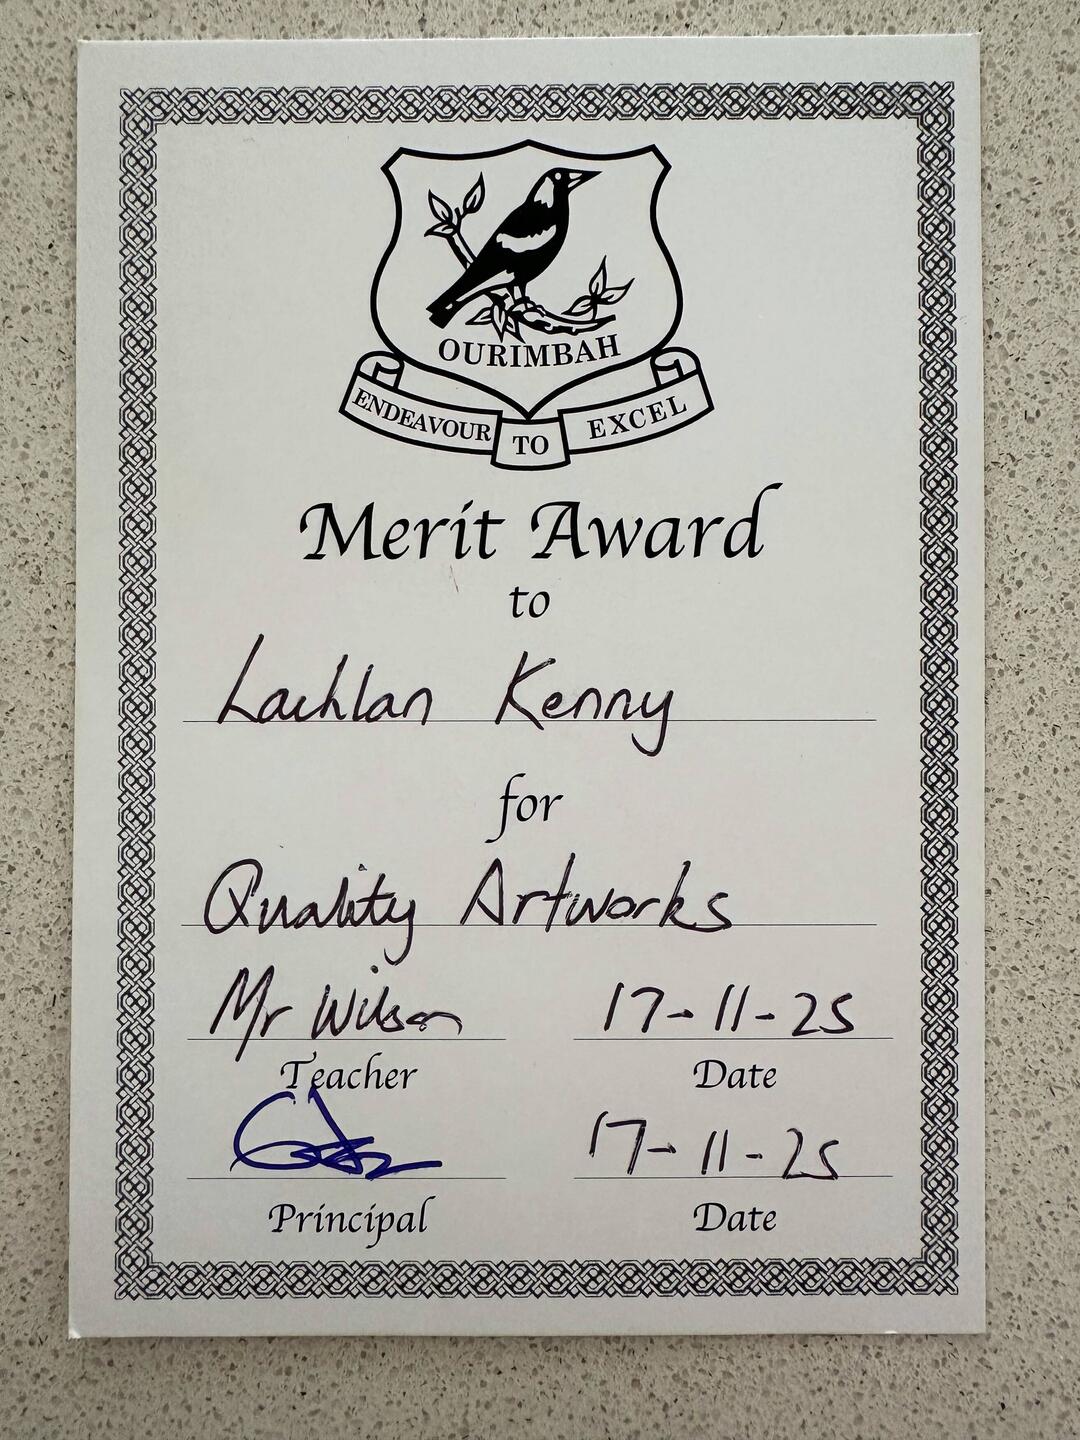 OURIMBAH
ENDEAVOUR TO EXCEL
Merit Award
to
Lachlan Kenny
for
Quality Artworks
Mr Wilson 17-11-25
Teacher Date
17-11-25
Principal Date